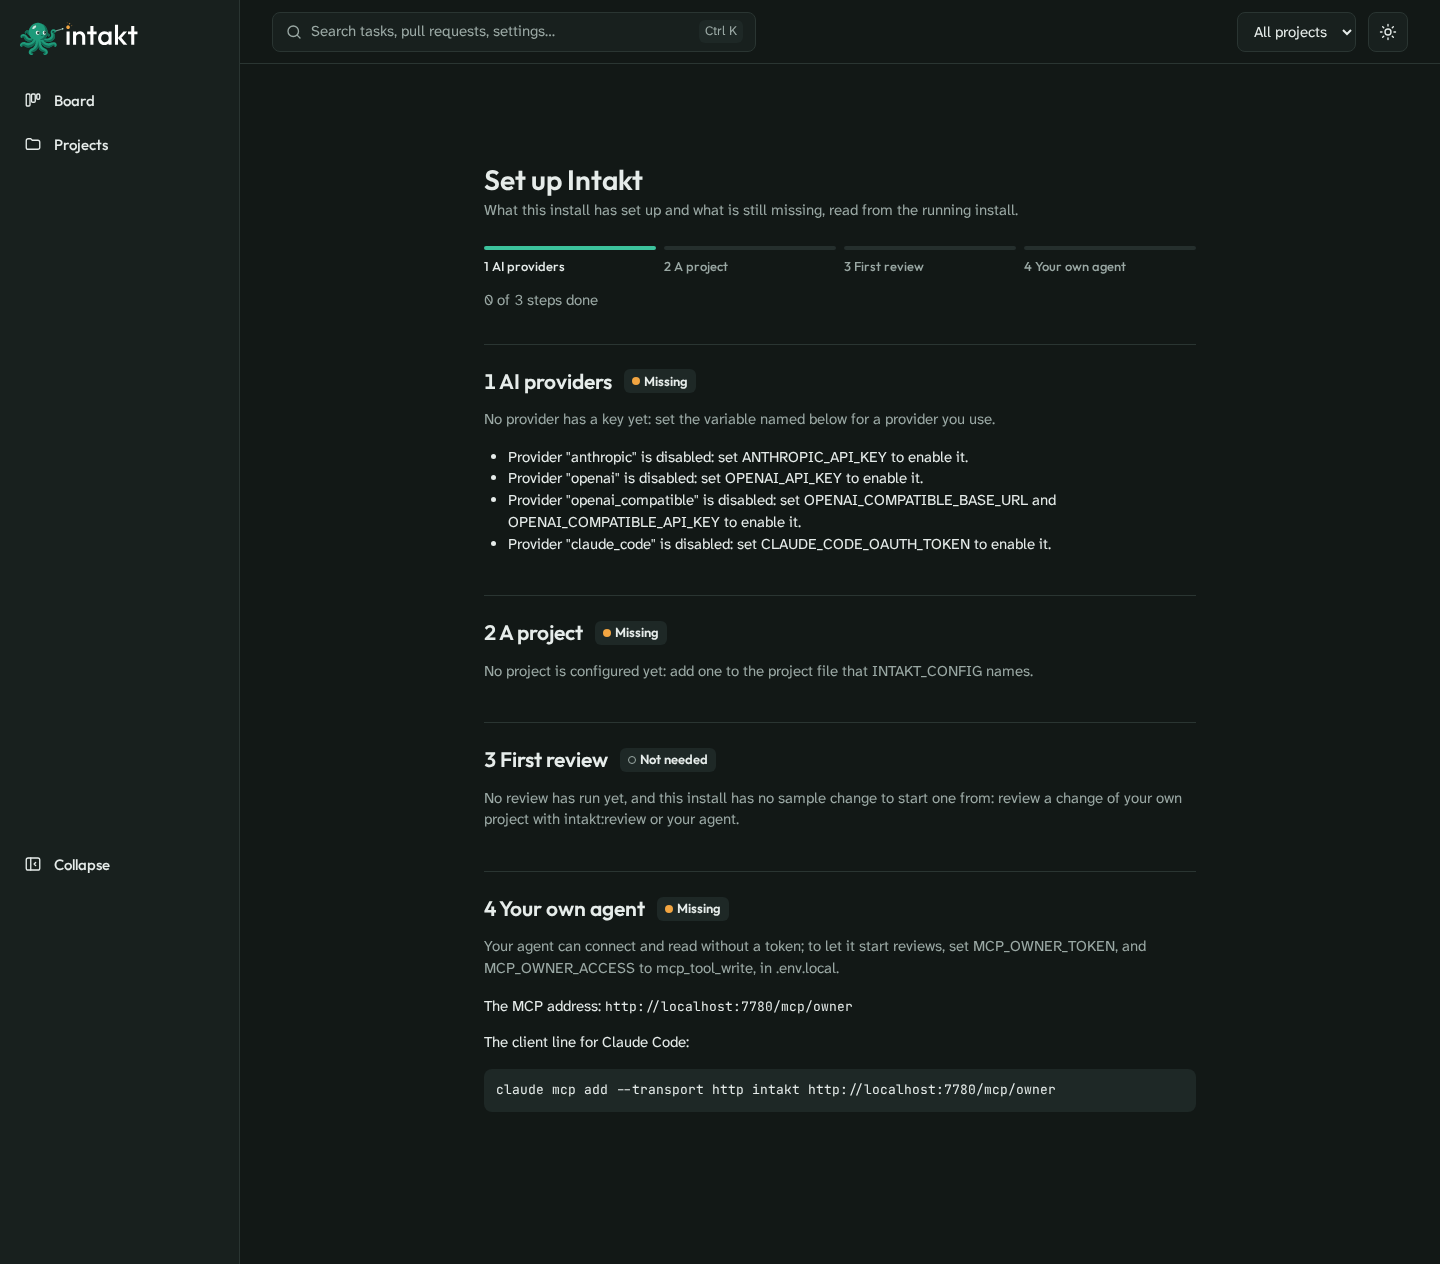 intakt
Search tasks, pull requests, settings...
Ctrl K
All projects
Board
Projects
Set up Intakt
What this install has set up and what is still missing, read from the running install.
1 AI providers
2 A project
3 First review
4 Your own agent
0 of 3 steps done
1 AI providers
Missing
No provider has a key yet: set the variable named below for a provider you use.
Provider "anthropic" is disabled: set ANTHROPIC_API_KEY to enable it.
Provider "openai" is disabled: set OPENAI_API_KEY to enable it.
Provider "openai_compatible" is disabled: set OPENAI_COMPATIBLE_BASE_URL and
OPENAI_COMPATIBLE_API_KEY to enable it.
Provider "claude_code" is disabled: set CLAUDE_CODE_OAUTH_TOKEN to enable it.
2 A project
Missing
No project is configured yet: add one to the project file that INTAKT_CONFIG names.
3 First review
Not needed
No review has run yet, and this install has no sample change to start one from: review a change of your own
project with intakt:review or your agent.
Collapse
4 Your own agent
Missing
Your agent can connect and read without a token; to let it start reviews, set MCP_OWNER_TOKEN, and
MCP_OWNER_ACCESS to mcp_tool_write, in .env.local.
The MCP address: http://localhost:7780/mcp/owner
The client line for Claude Code:
claude mcp add --transport http intakt http://localhost:7780/mcp/owner